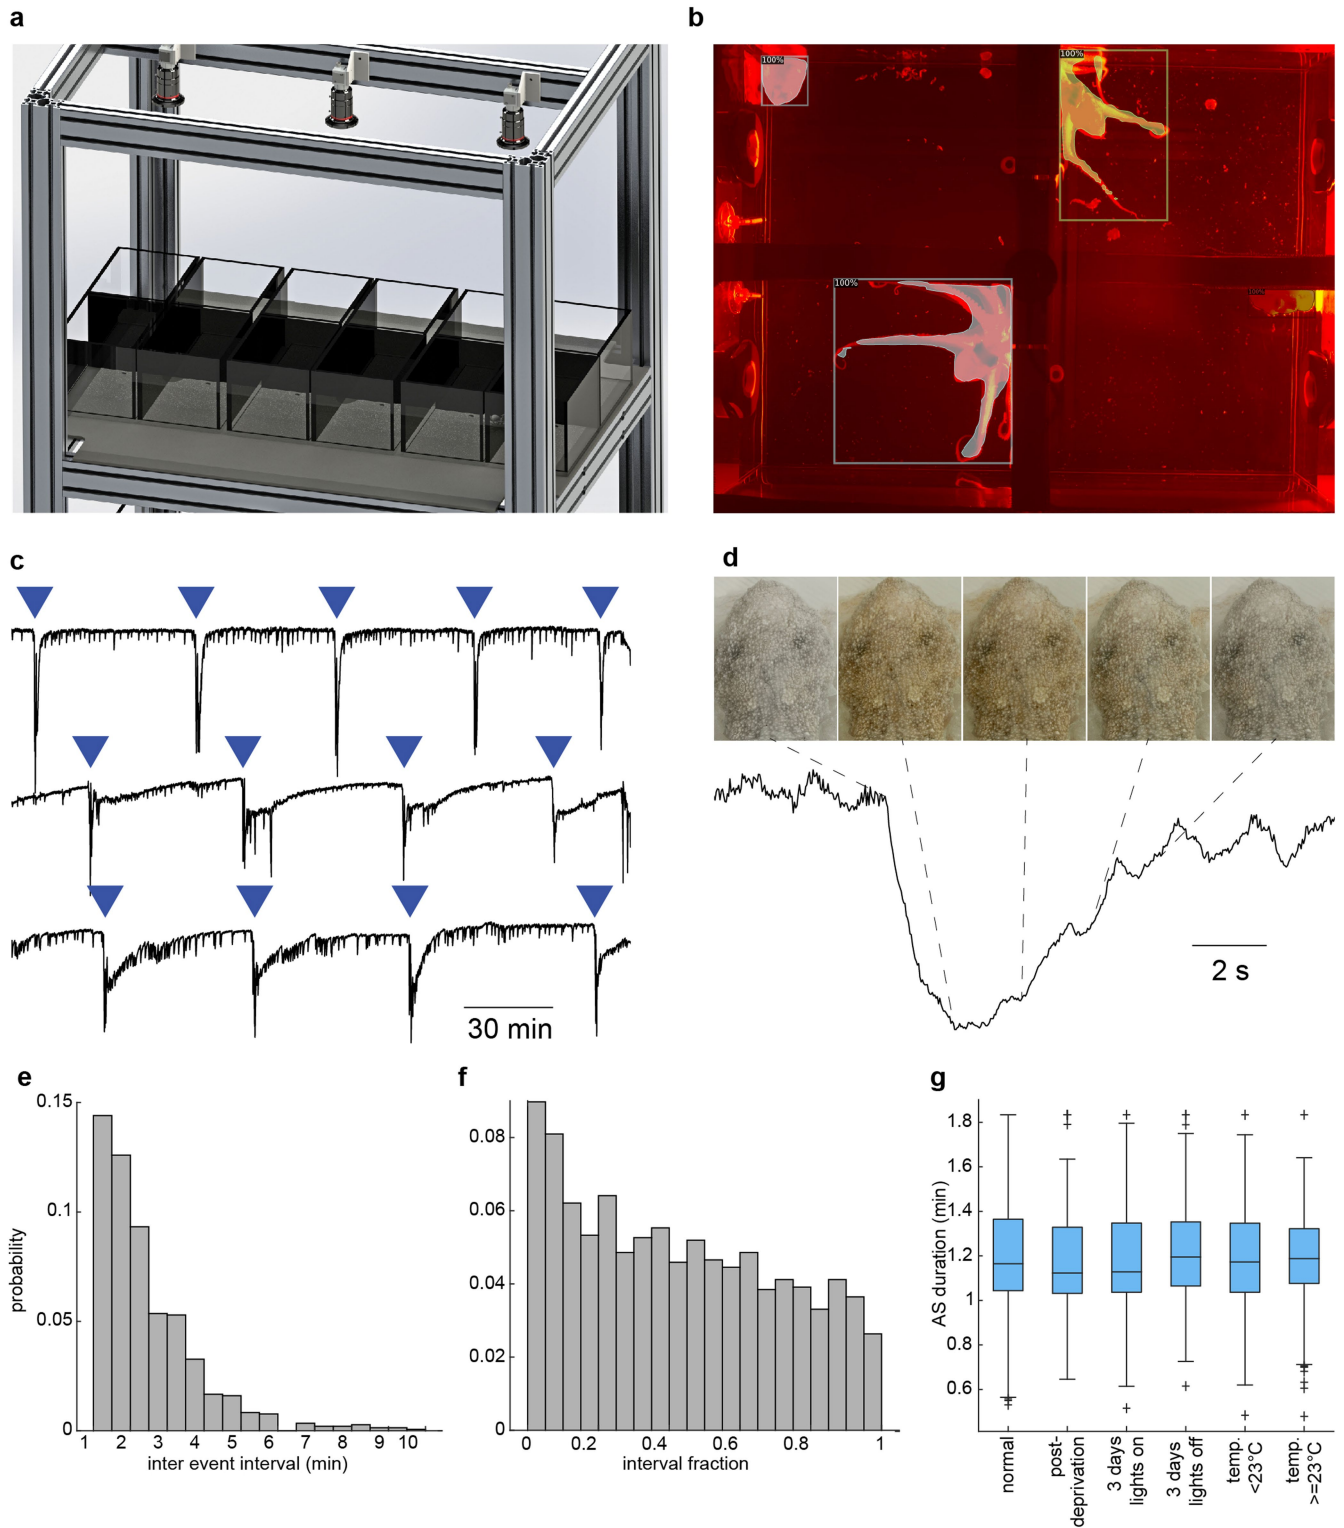 a
b
100%
100%
100%
100%
c
d
30 min
2 s
e
f
g
0.15
0.1
0.05
0
probability
1 2 3 4 5 6 7 8 9 10
inter event interval (min)
0.08
0.06
0.04
0.02
0
0 0.2 0.4 0.6 0.8 1
interval fraction
1.8
1.6
1.4
1.2
1
0.8
0.6
AS duration (min)
normal
post-
deprivation
3 days
lights on
3 days
lights off
temp.
<23°C
temp.
>=23°C